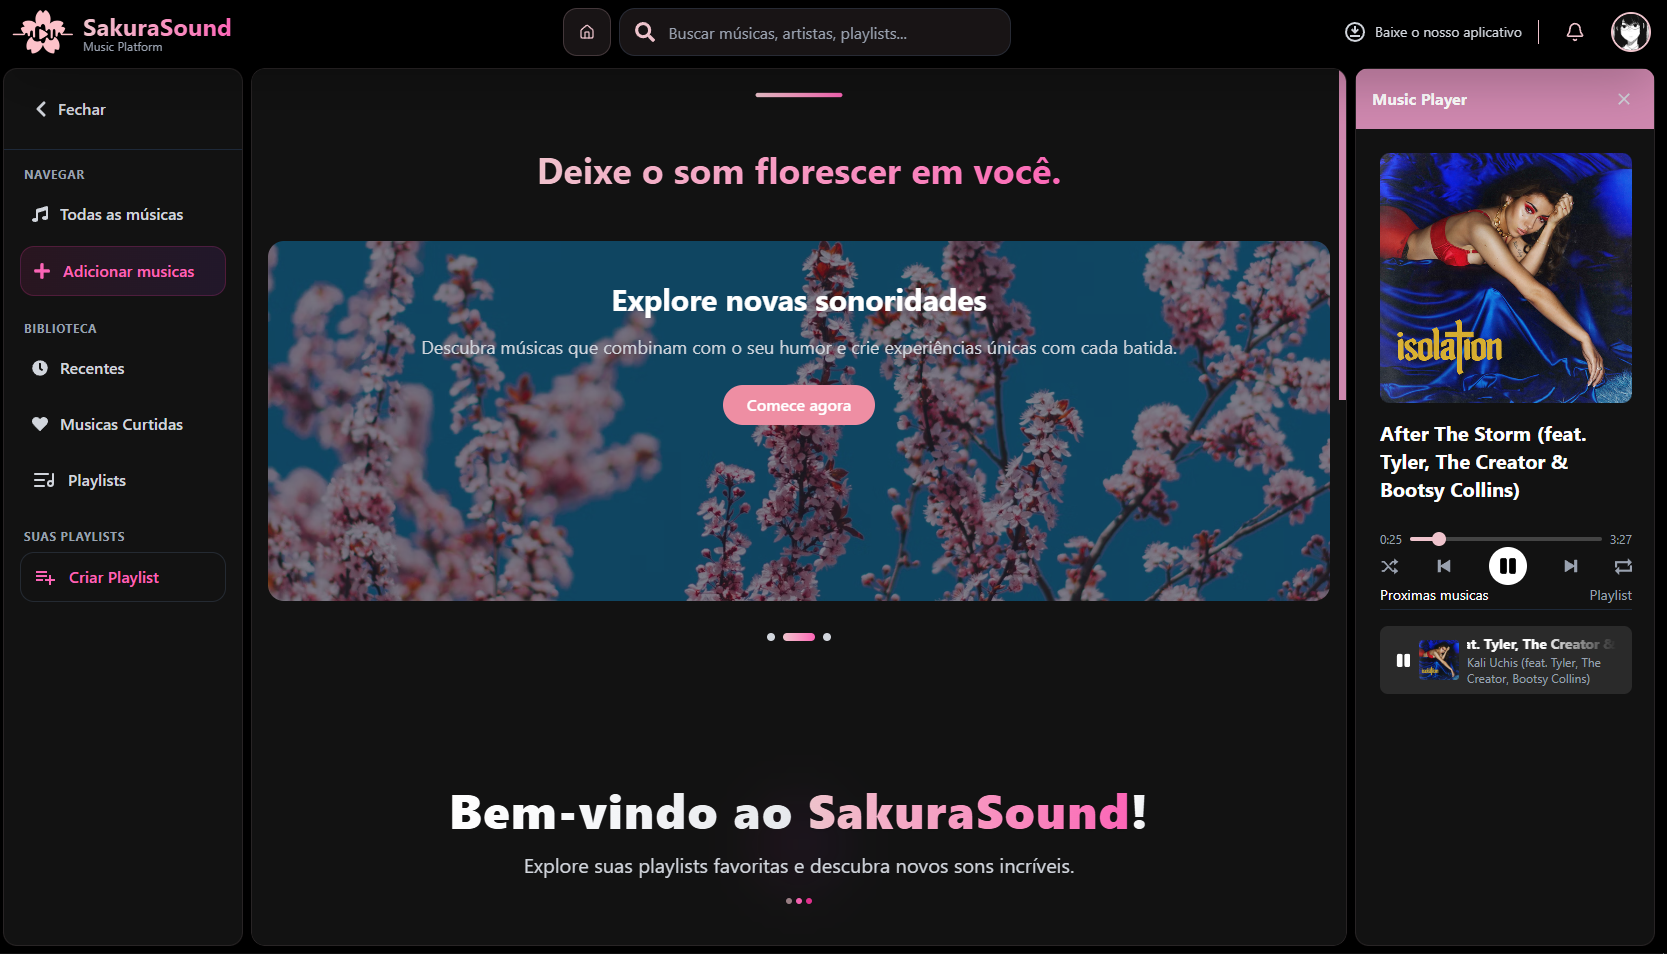 SakuraSound
Music Platform
Buscar músicas, artistas, playlists...
Baixe o nosso aplicativo
Fechar
NAVEGAR
Todas as músicas
Adicionar musicas
BIBLIOTECA
Recentes
Musicas Curtidas
Playlists
SUAS PLAYLISTS
Criar Playlist
Deixe o som florescer em você.
Explore novas sonoridades
Descubra músicas que combinam com o seu humor e crie experiências únicas com cada batida.
Comece agora
Bem-vindo ao SakuraSound!
Explore suas playlists favoritas e descubra novos sons incríveis.
Music Player
isolation
After The Storm (feat.
Tyler, The Creator &
Bootsy Collins)
0:25 3:27
Proximas musicas Playlist
at. Tyler, The Creator &
isolation
Kali Uchis (feat. Tyler, The
Creator, Bootsy Collins)